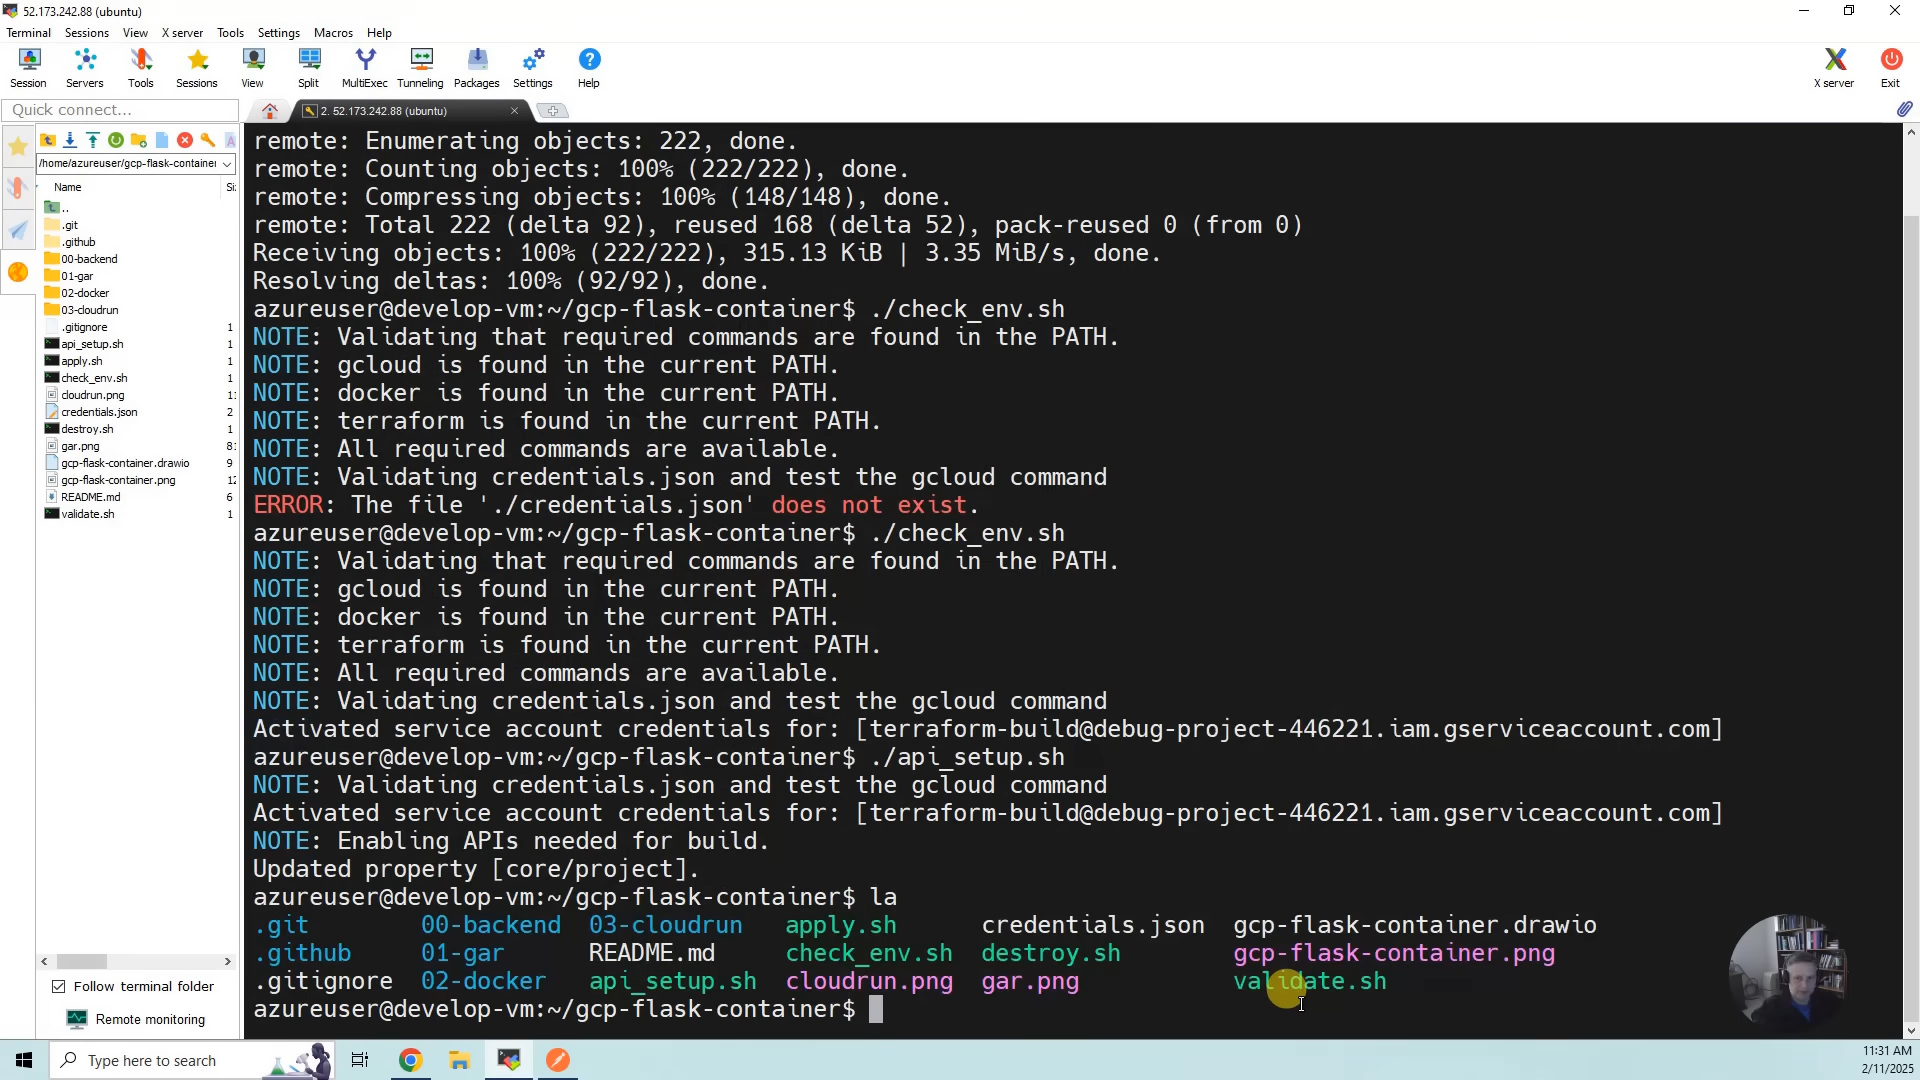 52.173.242.88 (ubuntu)
Terminal Sessions View X server Tools Settings Macros Help
Session Servers Tools Sessions View Split MultiExec Tunneling Packages Settings Help X server Exit
Quick connect...
2. 52.173.242.88 (ubuntu)
/home/azureuser/gcp-flask-container
Name
..
.git
.github
00-backend
01-gar
02-docker
03-cloudrun
.gitignore 1
api_setup.sh 1
apply.sh 1
check_env.sh 1
cloudrun.png
credentials.json 2
destroy.sh 1
gar.png
gcp-flask-container.drawio 9
gcp-flask-container.png
README.md 6
validate.sh 1
Follow terminal folder
Remote monitoring
remote: Enumerating objects: 222, done.
remote: Counting objects: 100% (222/222), done.
remote: Compressing objects: 100% (148/148), done.
remote: Total 222 (delta 92), reused 168 (delta 52), pack-reused 0 (from 0)
Receiving objects: 100% (222/222), 315.13 KiB | 3.35 MiB/s, done.
Resolving deltas: 100% (92/92), done.
azureuser@develop-vm:~/gcp-flask-container$ ./check_env.sh
NOTE: Validating that required commands are found in the PATH.
NOTE: gcloud is found in the current PATH.
NOTE: docker is found in the current PATH.
NOTE: terraform is found in the current PATH.
NOTE: All required commands are available.
NOTE: Validating credentials.json and test the gcloud command
ERROR: The file './credentials.json' does not exist.
azureuser@develop-vm:~/gcp-flask-container$ ./check_env.sh
NOTE: Validating that required commands are found in the PATH.
NOTE: gcloud is found in the current PATH.
NOTE: docker is found in the current PATH.
NOTE: terraform is found in the current PATH.
NOTE: All required commands are available.
NOTE: Validating credentials.json and test the gcloud command
Activated service account credentials for: [terraform-build@debug-project-446221.iam.gserviceaccount.com]
azureuser@develop-vm:~/gcp-flask-container$ ./api_setup.sh
NOTE: Validating credentials.json and test the gcloud command
Activated service account credentials for: [terraform-build@debug-project-446221.iam.gserviceaccount.com]
NOTE: Enabling APIs needed for build.
Updated property [core/project].
azureuser@develop-vm:~/gcp-flask-container$ la
.git 00-backend 03-cloudrun apply.sh credentials.json gcp-flask-container.drawio
.github 01-gar README.md check_env.sh destroy.sh gcp-flask-container.png
.gitignore 02-docker api_setup.sh cloudrun.png gar.png validate.sh
azureuser@develop-vm:~/gcp-flask-container$
Type here to search
11:31 AM
2/11/2025